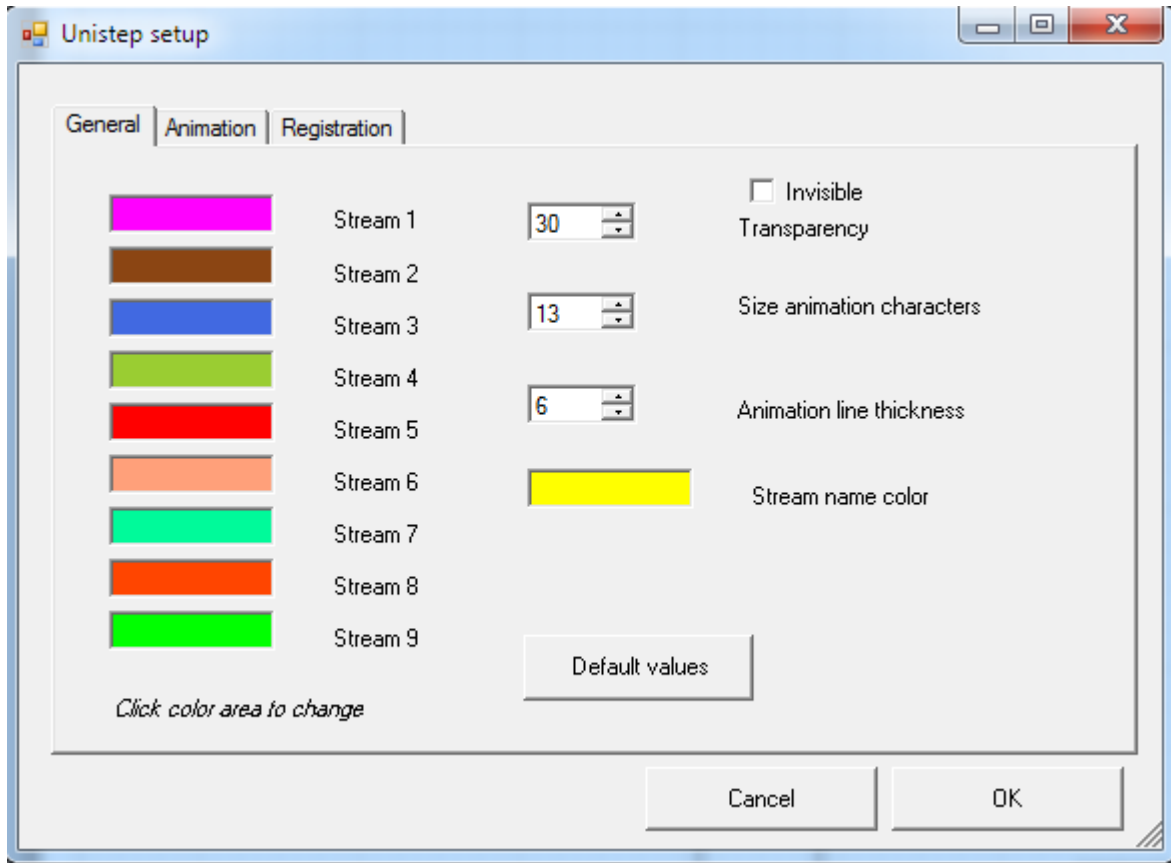 Unistep setup
General
Animation
Registration
Stream 1
Stream 2
Stream 3
Stream 4
Stream 5
Stream 6
Stream 7
Stream 8
Stream 9
Click color area to change
30
Invisible
Transparency
13
Size animation characters
6
Animation line thickness
Stream name color
Default values
Cancel
OK